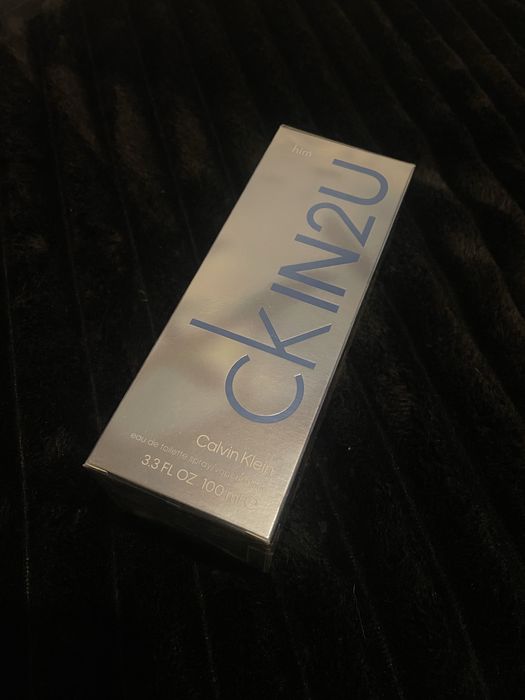 him
ckIN2U
Calvin Klein
eau de toilette spray/
3.3 FL OZ 100 ml e